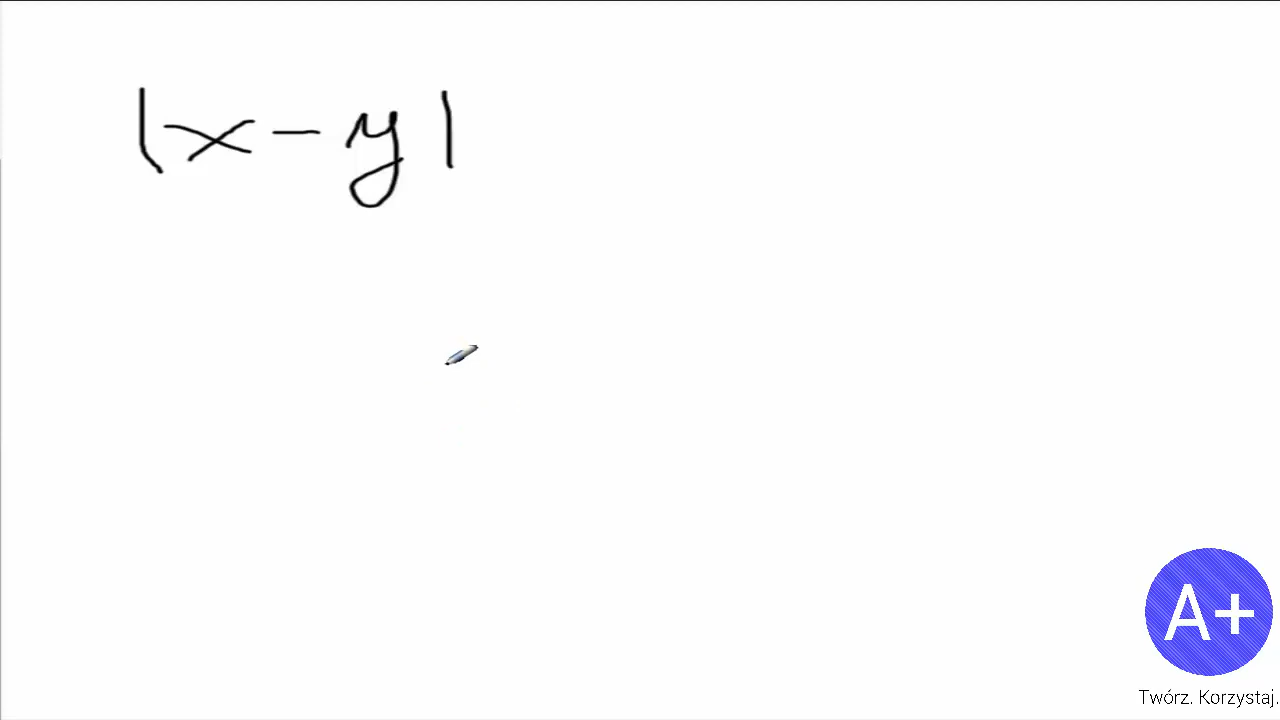 |x - y|
A+
Twórz. Korzystaj.